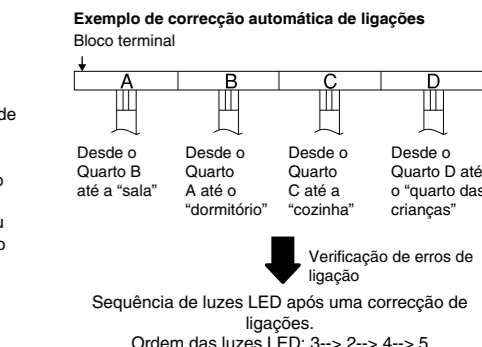 Exemplo de correcção automática de ligações
Bloco terminal
A B C D
Desde o
Quarto B
até a “sala”
Desde o
Quarto
A até o
“dormitório”
Desde o
Quarto
C até a
“cozinha”
Desde o
Quarto D até
o “quarto das
crianças”
Verificação de erros de
ligação
Sequência de luzes LED após uma correcção de
ligações.
Ordem das luzes LED: 3--> 2--> 4--> 5
de
o
u
o